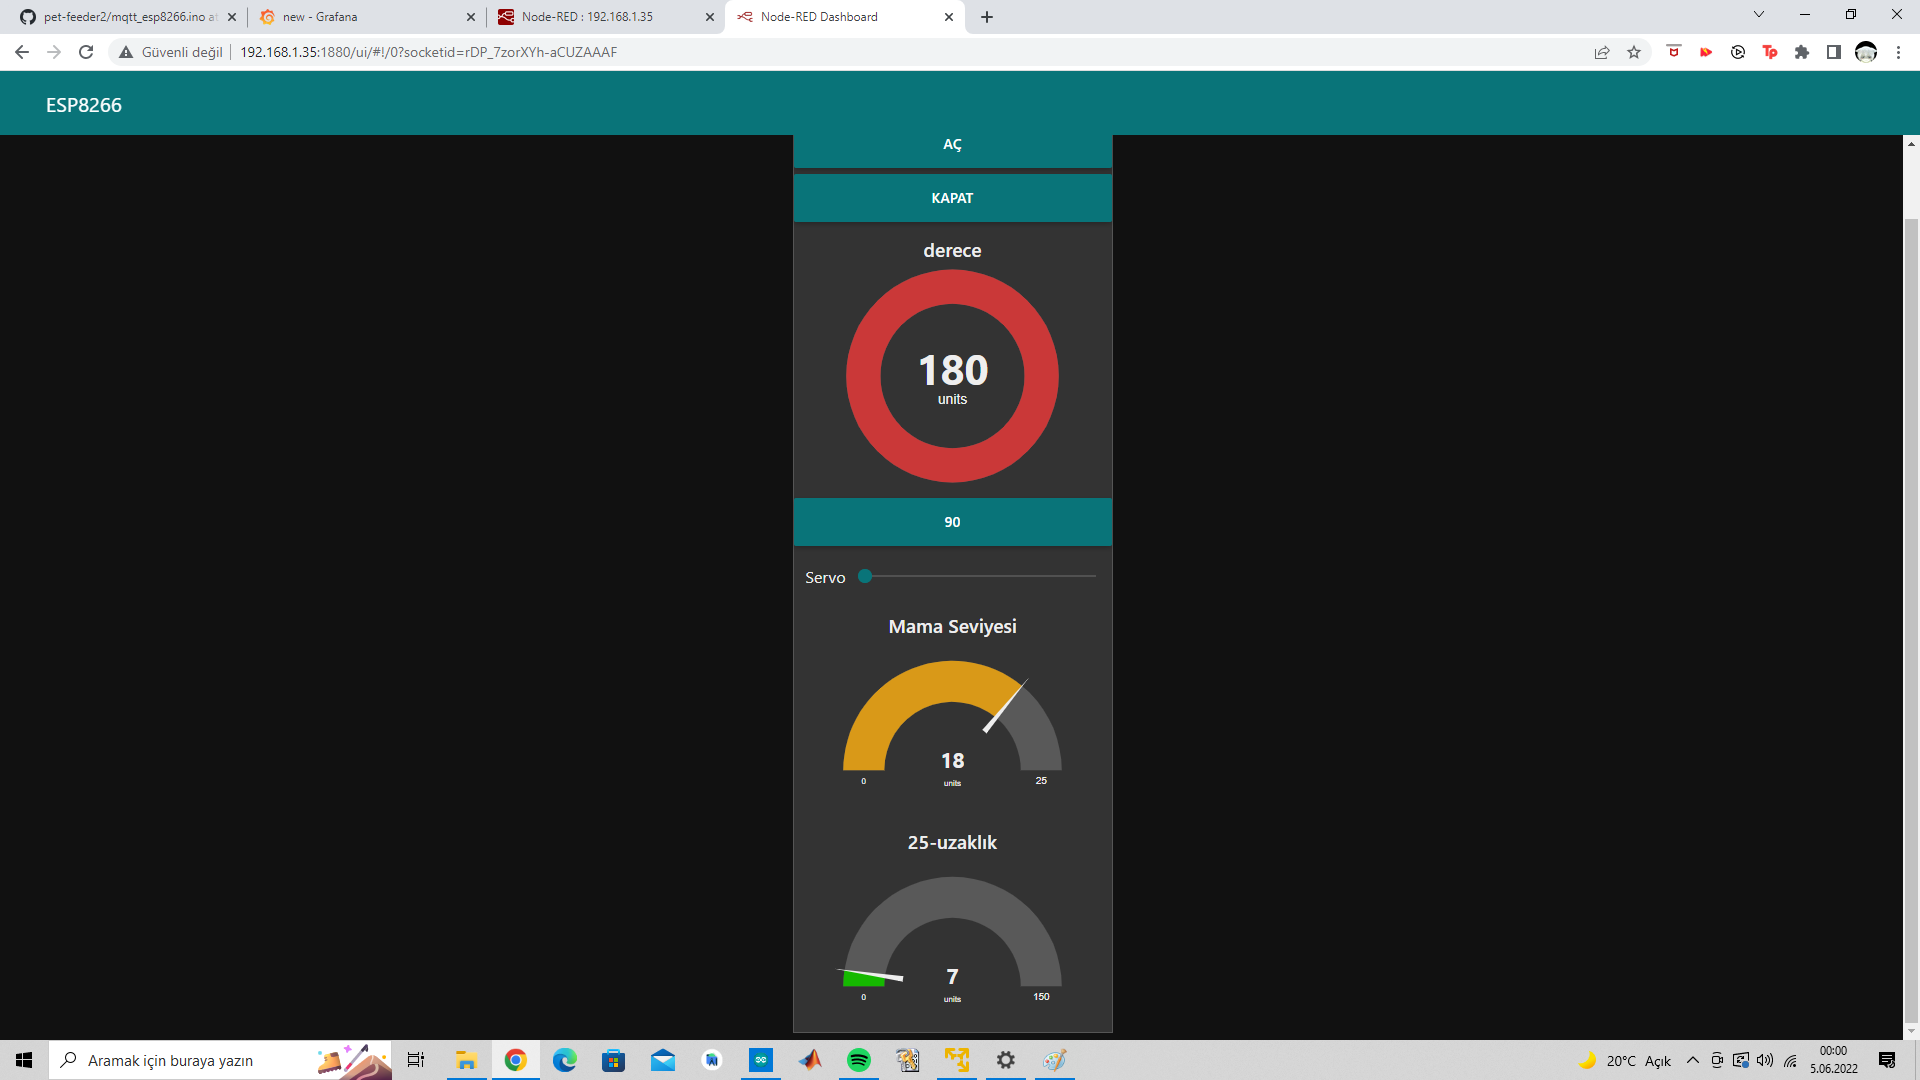 pet-feeder2/mqtt_esp8266.ino at
new - Grafana
Node-RED : 192.168.1.35
Node-RED Dashboard
Güvenli değil
192.168.1.35:1880/ui/#!/0?socketid=rDP_7zorXYh-aCUZAAAF
Tp
ESP8266
AÇ
KAPAT
derece
180
units
90
Servo
Mama Seviyesi
18
units
0
25
25-uzaklık
7
units
0
150
Aramak için buraya yazın
20°C Açık
00:00
5.06.2022